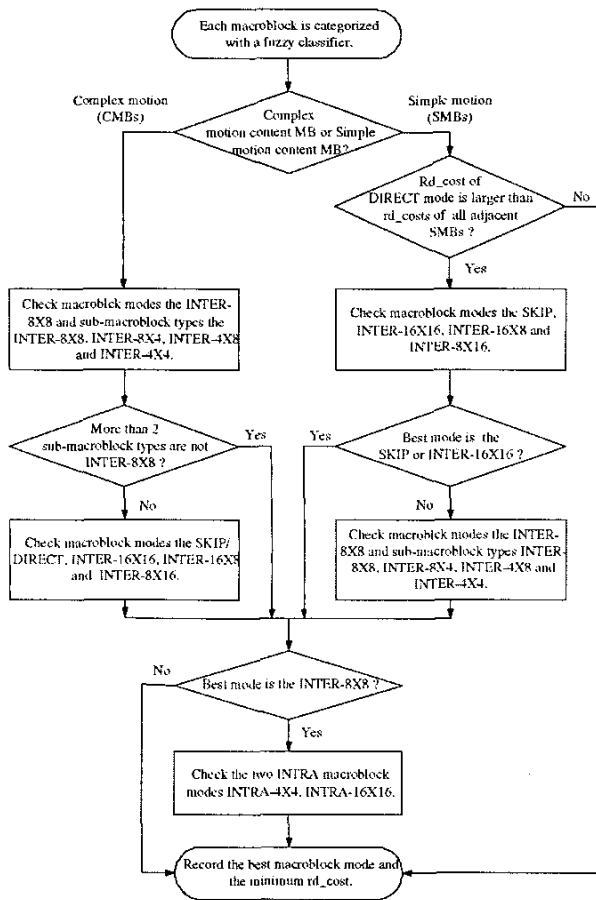 Each macroblock is categorized
with a fuzzy classifier.
Complex motion
(CMBs)
Simple motion
(SMBs)
Complex
motion content MB or Simple
motion content MB?
Rd_cost of
DIRECT mode is larger than
rd_costs of all adjacent
SMBs ?
No
Yes
Check macroblck modes the INTER-
8X8 and sub-macroblock types the
INTER-8X8, INTER-8X4, INTER-4X8
and INTER-4X4.
Check macroblock modes the SKIP,
INTER-16X16, INTER-16X8 and
INTER-8X16.
More than 2
sub-macroblock types are not
INTER-8X8 ?
Yes
Yes
Best mode is the
SKIP or INTER-16X16 ?
No
No
Check macroblock modes the SKIP/
DIRECT, INTER-16X16, INTER-16X8
and INTER-8X16.
Check macroblock modes the INTER-
8X8 and sub-macroblock types INTER-
8X8, INTER-8X4, INTER-4X8 and
INTER-4X4.
No
Best mode is the INTER-8X8 ?
Yes
Check the two INTRA macroblock
modes INTRA-4X4, INTRA-16X16.
Record the best macroblock mode and
the minimum rd_cost.